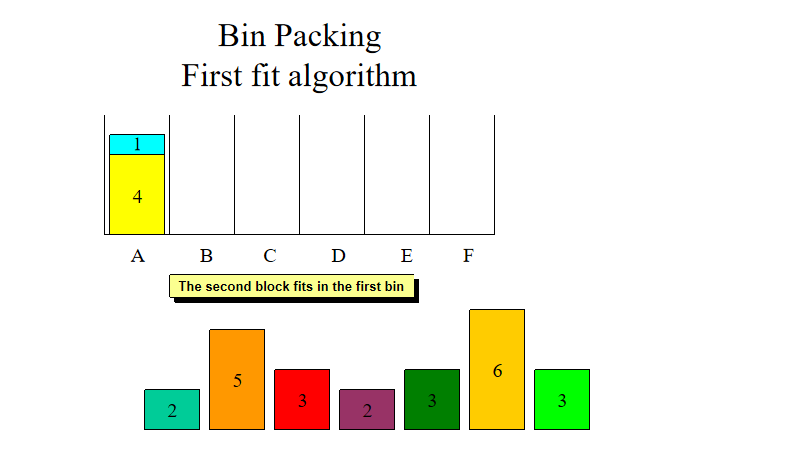 Bin Packing
First fit algorithm
1
4
A B C D E F
The second block fits in the first bin
2 5 3 2 3 6 3